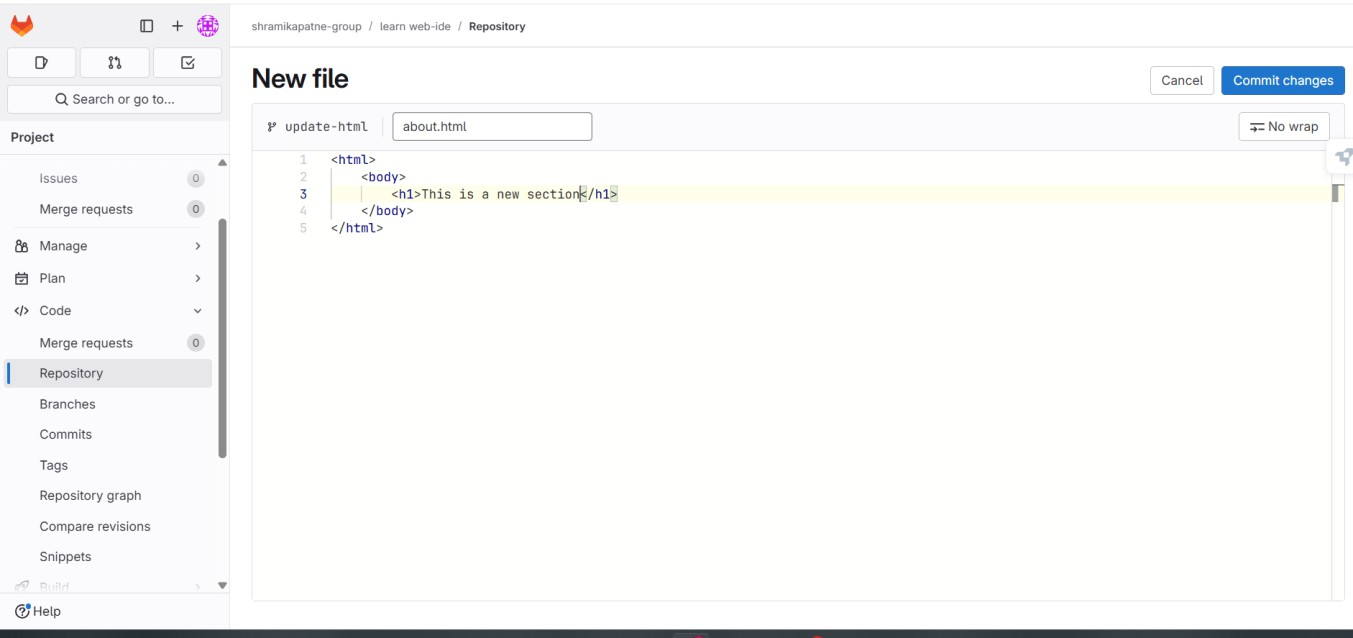 shramikapatne-group / learn web-ide / Repository
Search or go to...
Project
Issues 0
Merge requests 0
Manage
Plan
Code
Merge requests 0
Repository
Branches
Commits
Tags
Repository graph
Compare revisions
Snippets
Build
Help
New file
Cancel
Commit changes
update-html
about.html
No wrap
1 <html>
2 <body>
3 <h1>This is a new section</h1>
4 </body>
5 </html>